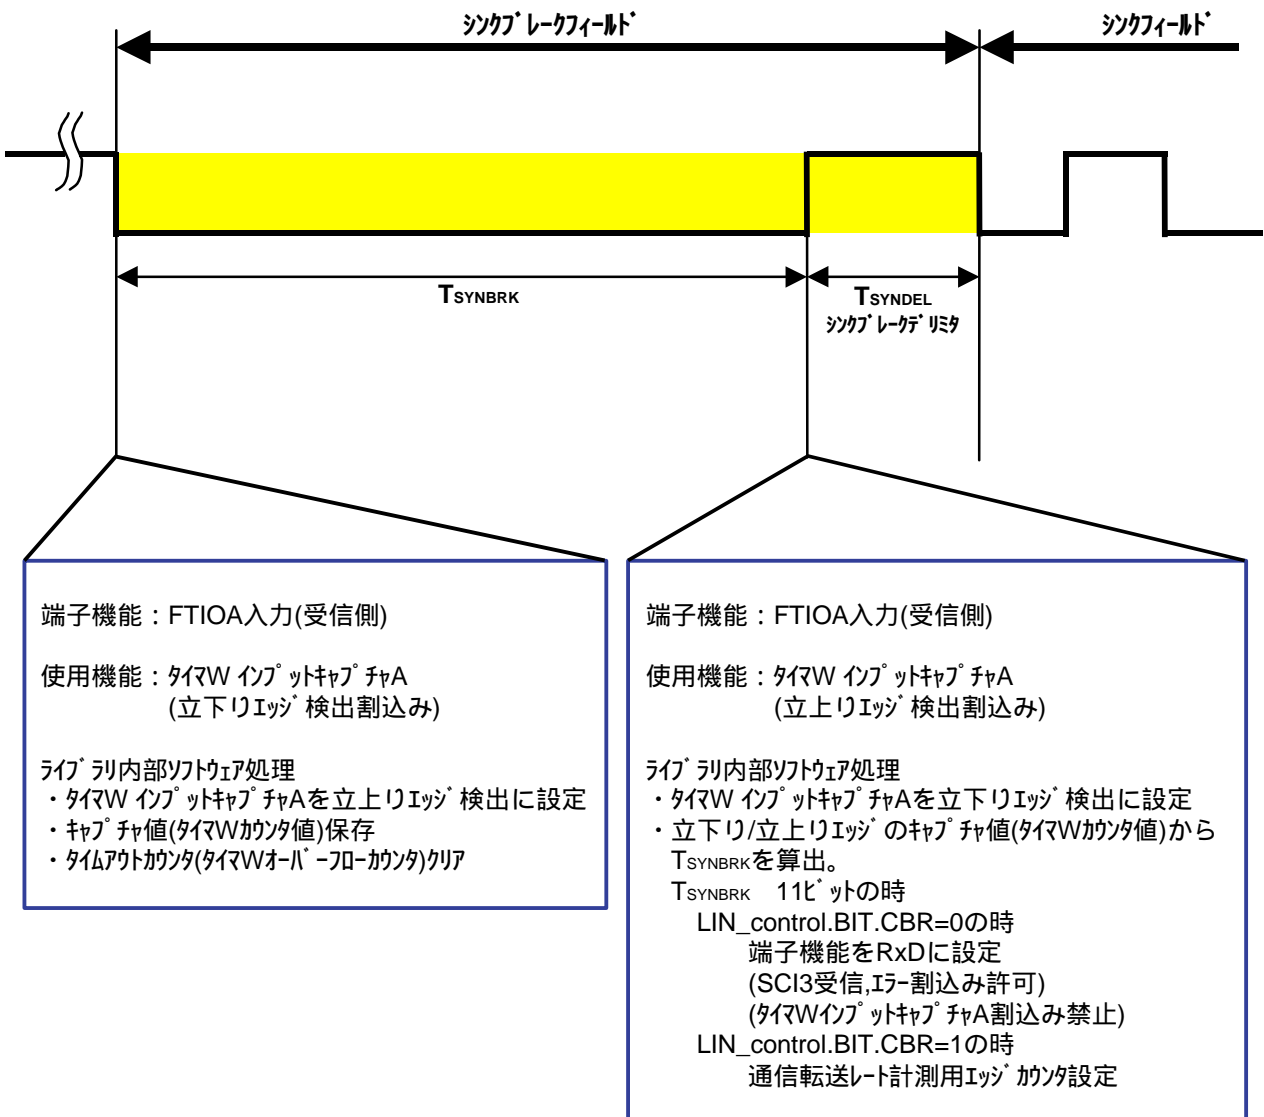 シンクブレークフィールド
シンクフィールド
TSYNBRK
TSYNDEL
シンクブレークデリミタ
端子機能：FTIOA入力(受信側)
使用機能：タイマW インプットキャプチャA
(立下りエッジ検出割込み)
ライブラリ内部ソフトウェア処理
・タイマW インプットキャプチャAを立上りエッジ検出に設定
・キャプチャ値(タイマWカウンタ値)保存
・タイムアウトカウンタ(タイマWオーバーフローカウンタ)クリア
端子機能：FTIOA入力(受信側)
使用機能：タイマW インプットキャプチャA
(立上りエッジ検出割込み)
ライブラリ内部ソフトウェア処理
・タイマW インプットキャプチャAを立下りエッジ検出に設定
・立下り/立上りエッジのキャプチャ値(タイマWカウンタ値)から
TSYNBRKを算出。
TSYNBRK　11ビットの時
LIN_control.BIT.CBR=0の時
端子機能をRxDに設定
(SCI3受信,エラー割込み許可)
(タイマWインプットキャプチャA割込み禁止)
LIN_control.BIT.CBR=1の時
通信転送レート計測用エッジカウンタ設定